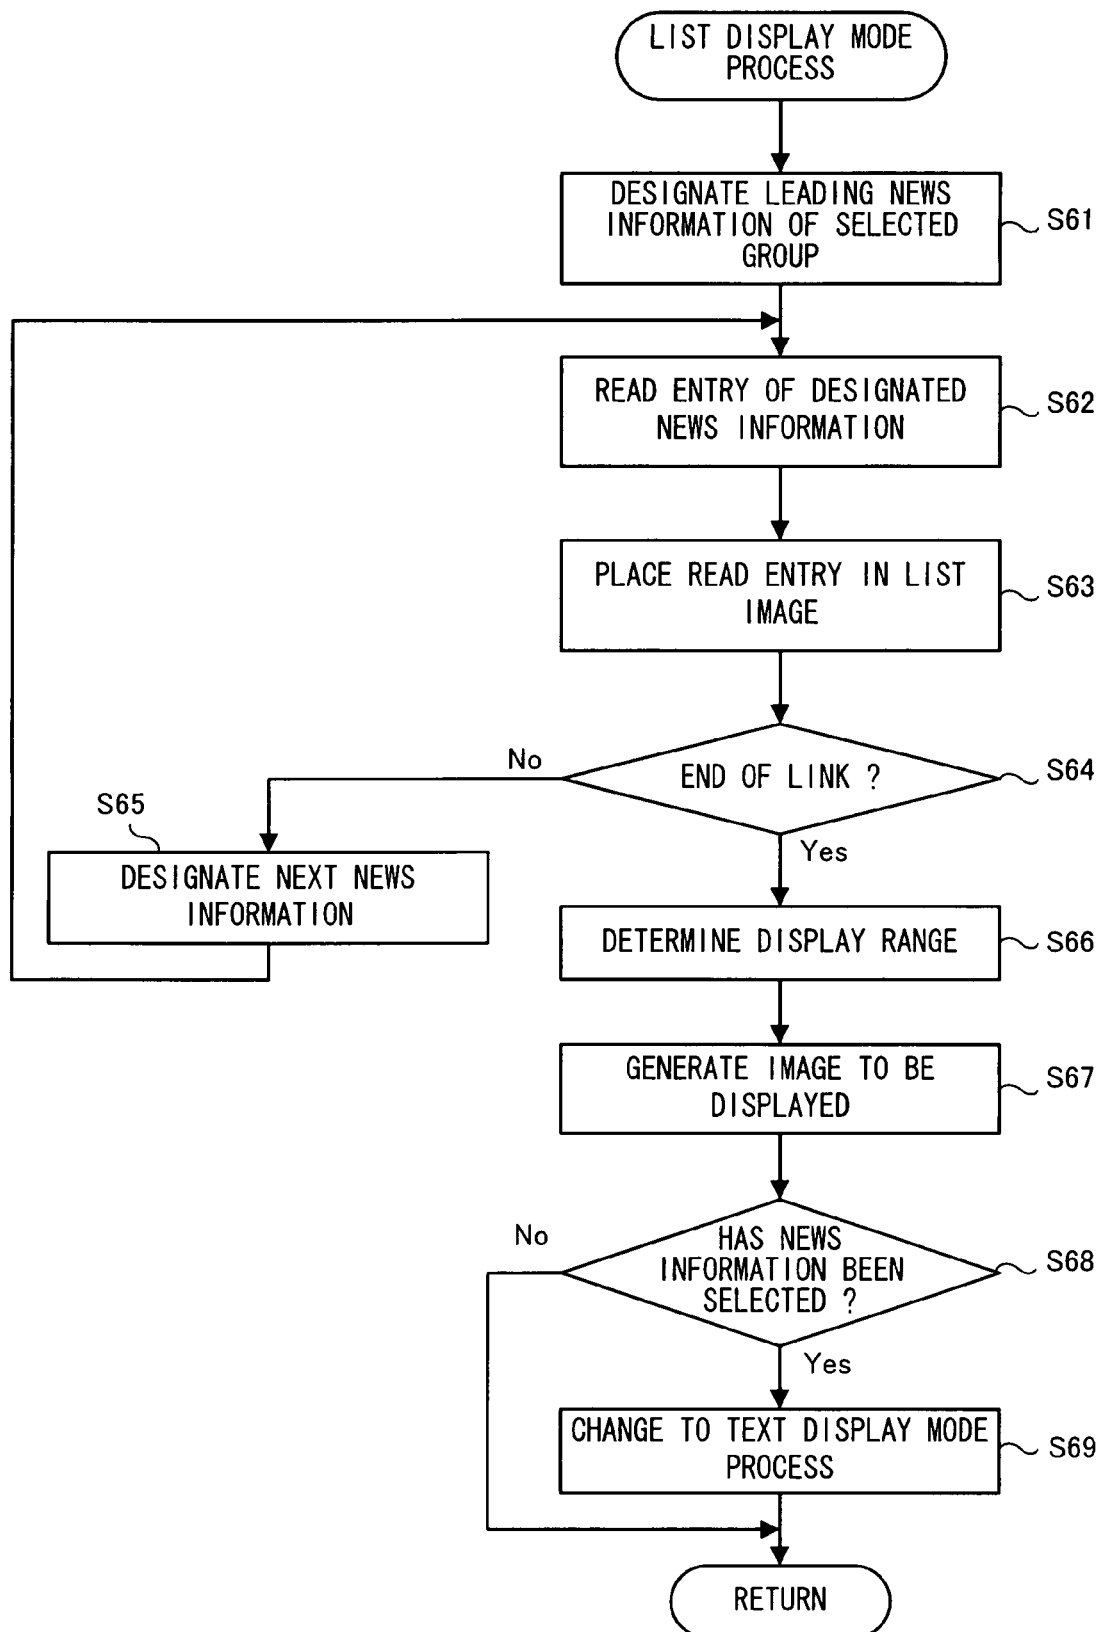 LIST DISPLAY MODE
PROCESS
DESIGNATE LEADING NEWS
INFORMATION OF SELECTED
GROUP
S61
READ ENTRY OF DESIGNATED
NEWS INFORMATION
S62
PLACE READ ENTRY IN LIST
IMAGE
S63
END OF LINK ?
S64
No
Yes
S65
DESIGNATE NEXT NEWS
INFORMATION
DETERMINE DISPLAY RANGE
S66
GENERATE IMAGE TO BE
DISPLAYED
S67
HAS NEWS
INFORMATION BEEN
SELECTED ?
S68
No
Yes
CHANGE TO TEXT DISPLAY MODE
PROCESS
S69
RETURN